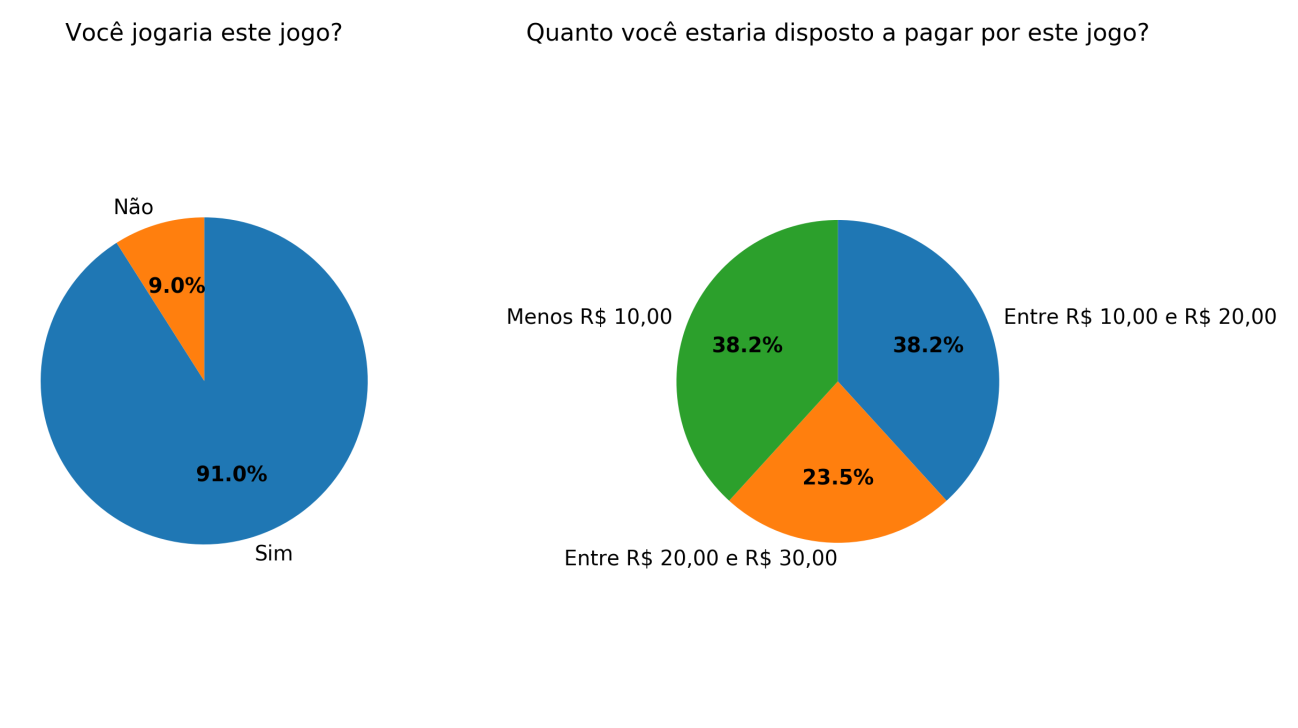 Você jogaria este jogo?
Não
9.0%
91.0%
Sim
Quanto você estaria disposto a pagar por este jogo?
Menos R$ 10,00
Entre R$ 10,00 e R$ 20,00
38.2%
38.2%
23.5%
Entre R$ 20,00 e R$ 30,00